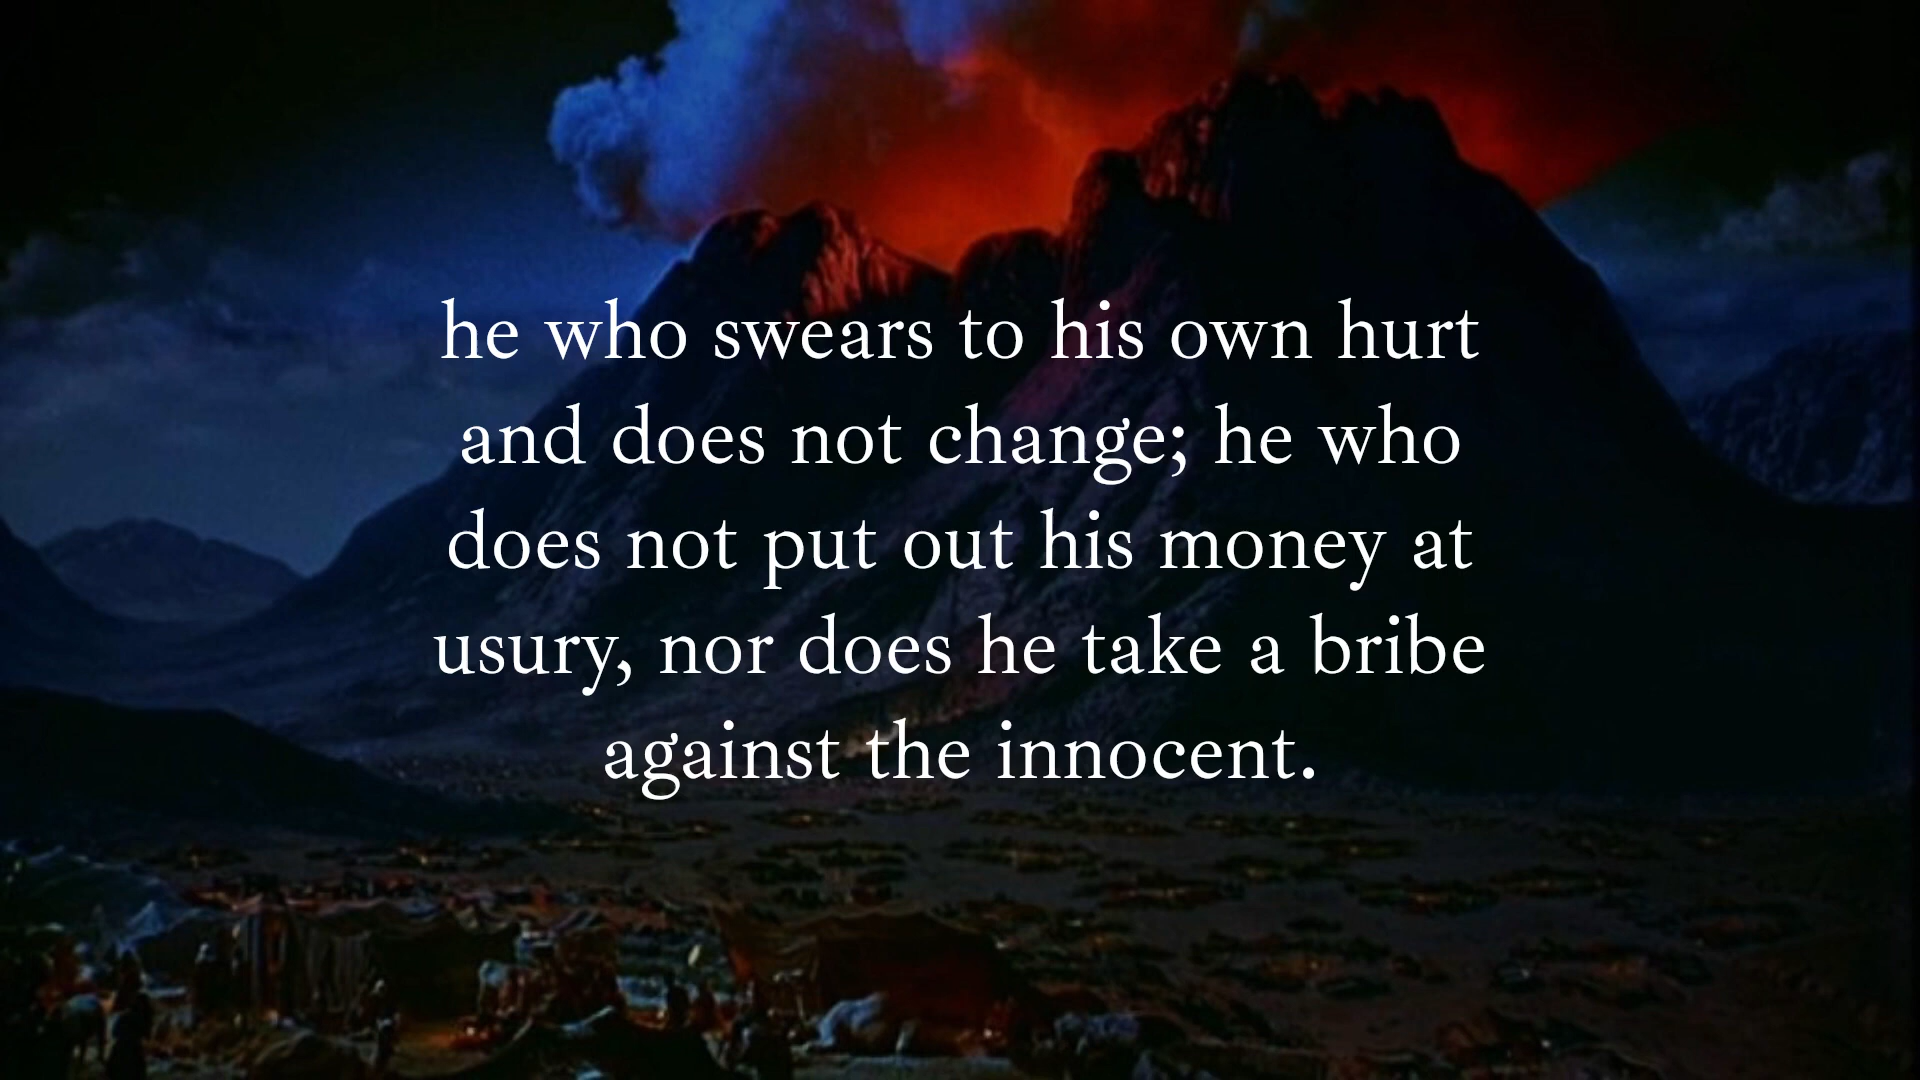 he who swears to his own hurt
and does not change; he who
does not put out his money at
usury, nor does he take a bribe
against the innocent.